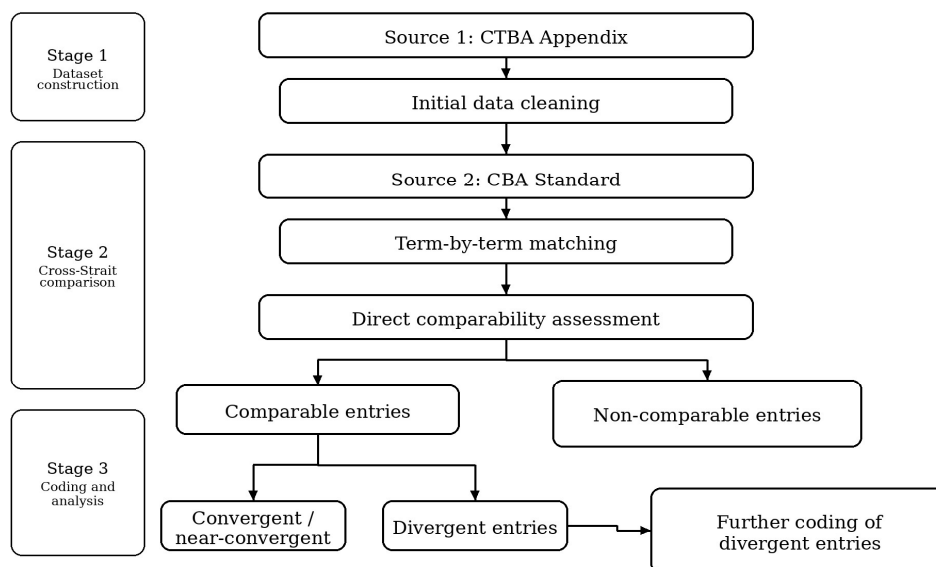 Stage 1
Dataset
construction
Source 1: CTBA Appendix
Initial data cleaning
Stage 2
Cross-Strait
comparison
Source 2: CBA Standard
Term-by-term matching
Direct comparability assessment
Comparable entries
Non-comparable entries
Stage 3
Coding and
analysis
Convergent /
near-convergent
Divergent entries
Further coding of
divergent entries